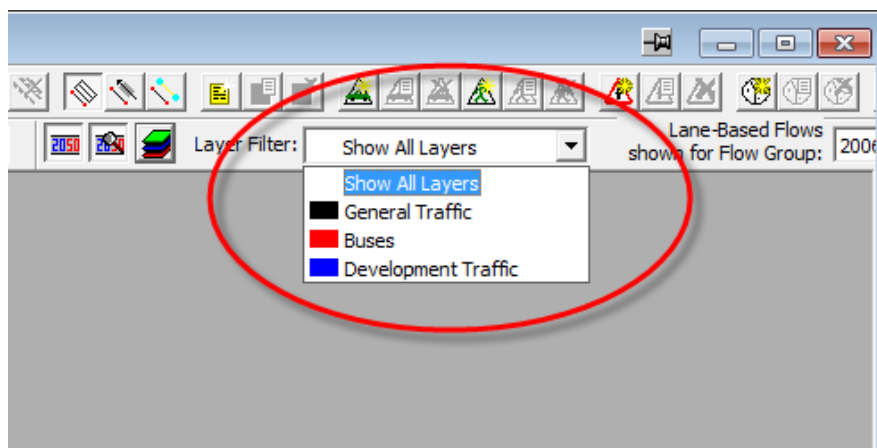 2050
Layer Filter:
Show All Layers
Lane-Based Flows
shown for Flow Group:
2006
Show All Layers
General Traffic
Buses
Development Traffic